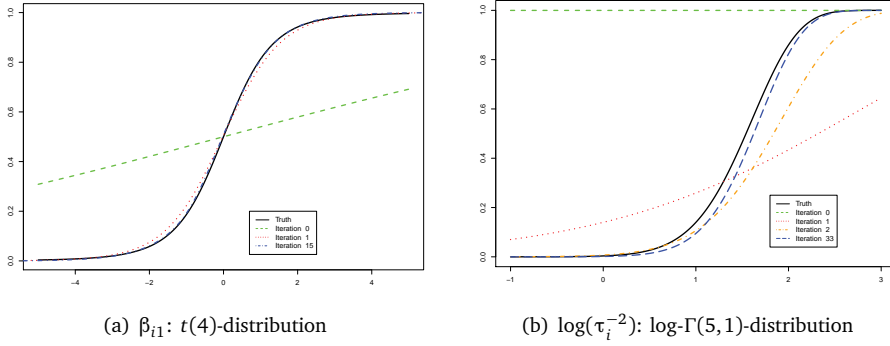 1.0
0.8
0.6
0.4
0.2
0.0
Truth
Iteration 0
Iteration 1
Iteration 15
-4 -2 0 2 4
(a) βi1: t(4)-distribution
1.0
0.8
0.6
0.4
0.2
0.0
Truth
Iteration 0
Iteration 1
Iteration 2
Iteration 33
-1 0 1 2 3
(b) log(τi^−2): log-Γ(5, 1)-distribution